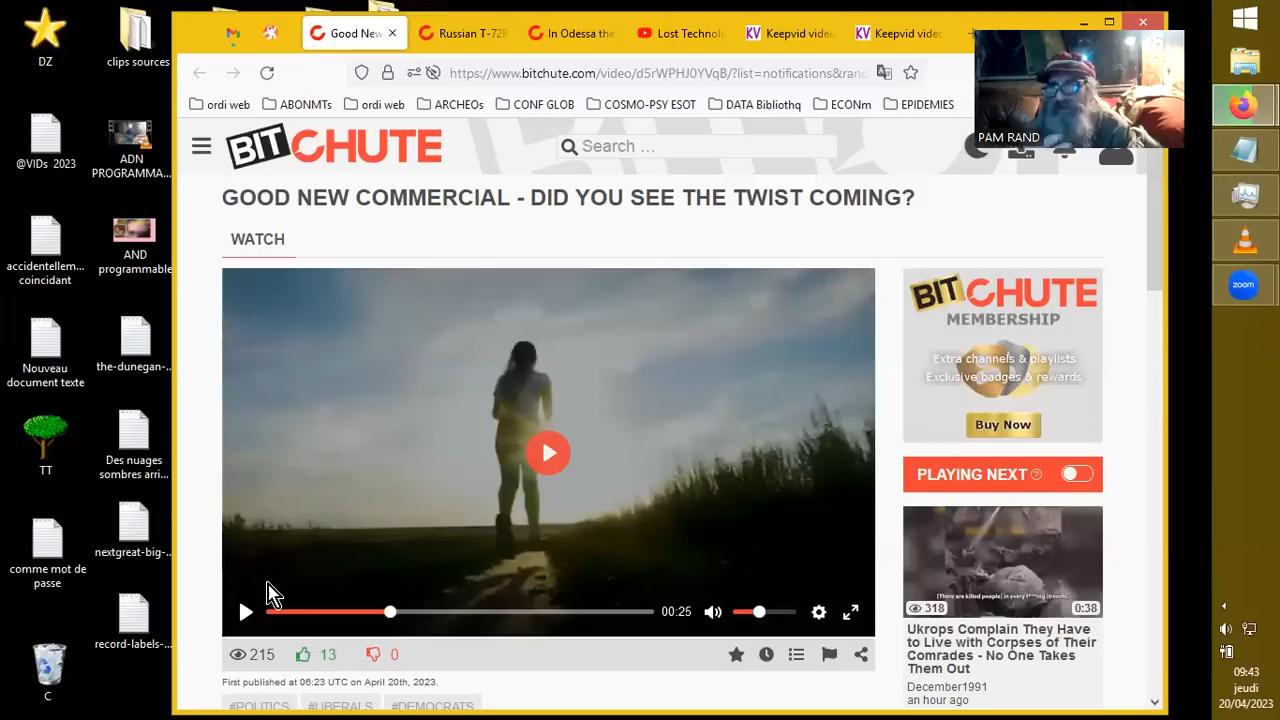 DZ
clips sources
@VIDs 2023
ADN
PROGRAMMA...
accidentellem...
coincidant
AND
programmable
Nouveau
document texte
the-dunegan-...
TT
Des nuages
sombres arri...
comme mot de
passe
nextgreat-big-...
record-labels-...
C
Good New
Russian T-72B
In Odessa the
Lost Technolo
Keepvid video
Keepvid video
https://www.bitchute.com/video/d5rWPHJ0YVqB/?list=notifications&ranc
ordi web
ABONMTs
ordi web
ARCHEO
CONF GLOB
COSMO-PSY ESOT
DATA Bibliothq
ECONm
EPIDEMIES
PAM RAND
BITCHUTE
Search ...
GOOD NEW COMMERCIAL - DID YOU SEE THE TWIST COMING?
WATCH
00:25
215
13
0
First published at 06:23 UTC on April 20th, 2023.
#POLITICS
#LIBERALS
#DEMOCRATS
BITCHUTE
MEMBERSHIP
Extra channels & playlists
Exclusive badges & rewards
Buy Now
PLAYING NEXT
318
0:38
Ukrops Complain They Have
to Live with Corpses of Their
Comrades - No One Takes
Them Out
December1991
an hour ago
zoom
09:43
jeudi
20/04/2023